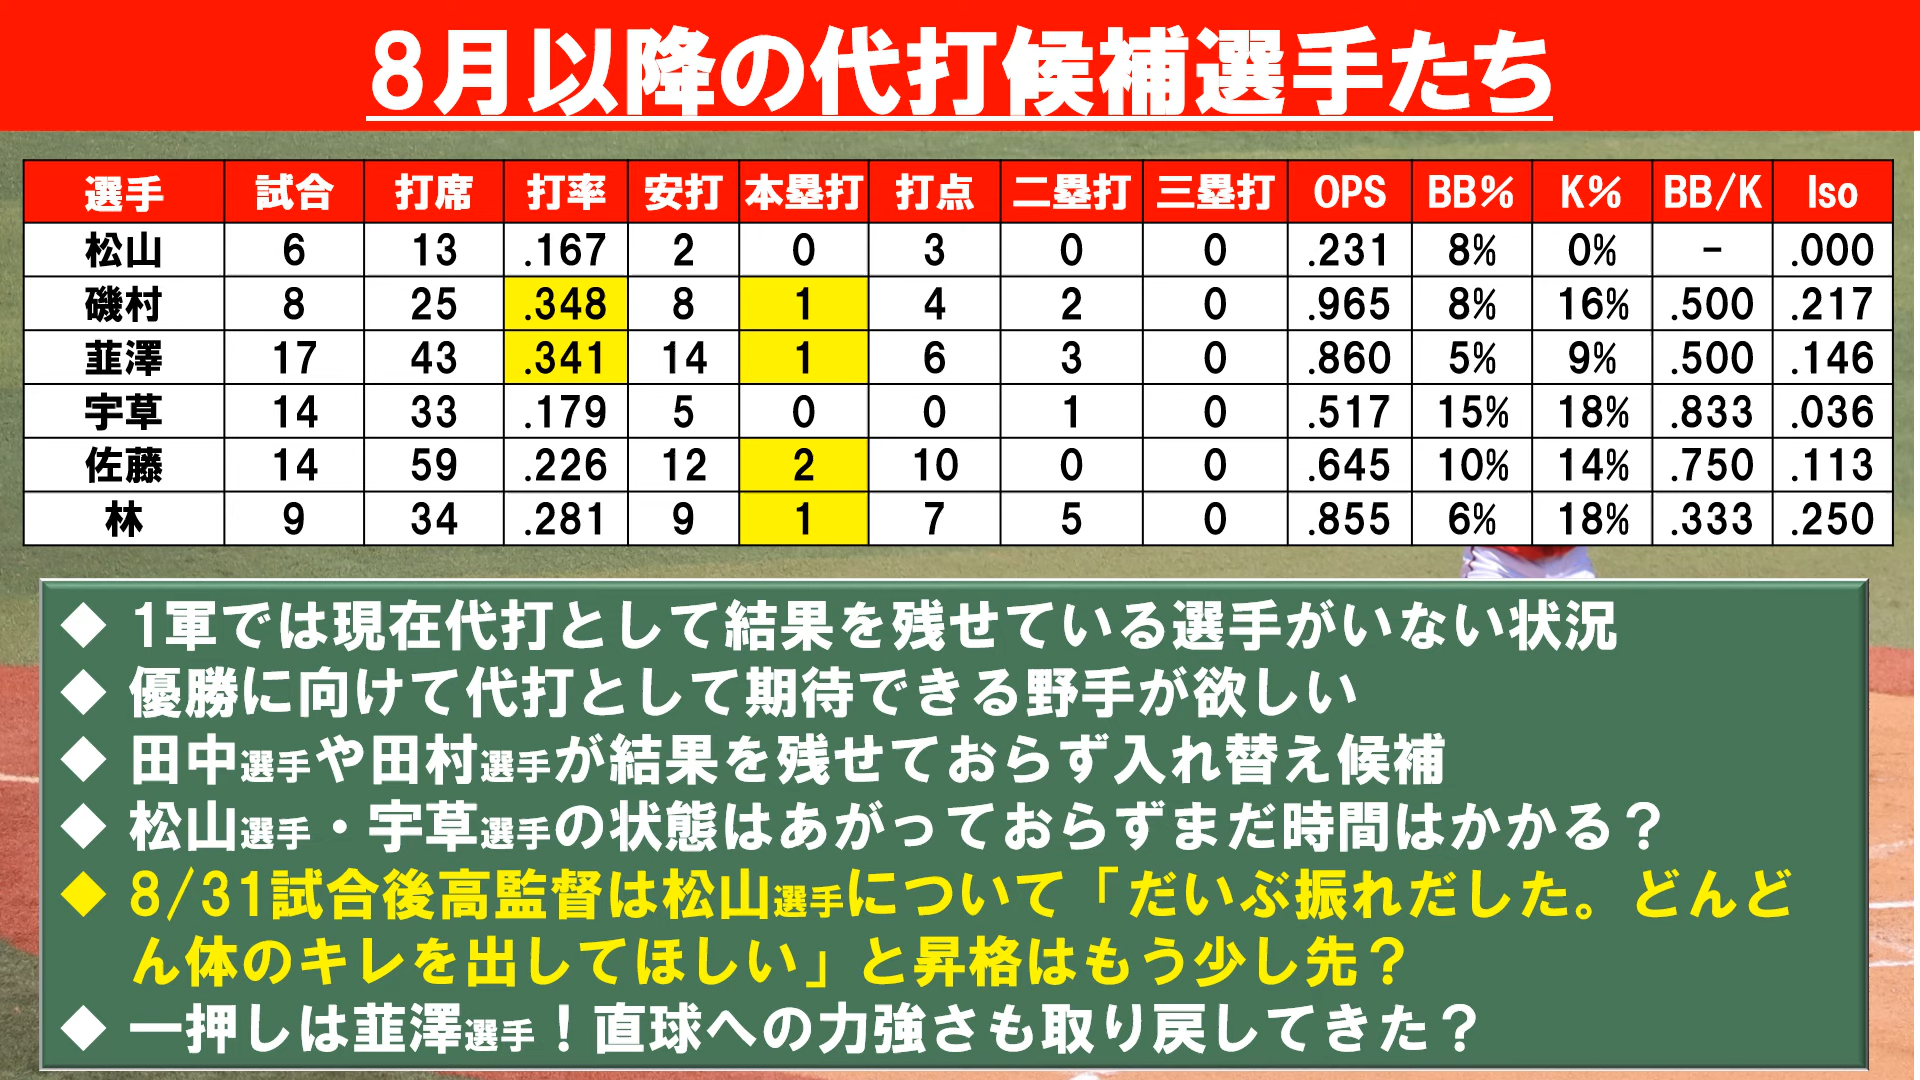 8月以降の代打候補選手たち
選手 試合 打席 打率 安打 本塁打 打点 二塁打 三塁打 OPS BB% K% BB/K Iso
松山 6 13 .167 2 0 3 0 0 .231 8% 0% - .000
磯村 8 25 .348 8 1 4 2 0 .965 8% 16% .500 .217
韮澤 17 43 .341 14 1 6 3 0 .860 5% 9% .500 .146
宇草 14 33 .179 5 0 0 1 0 .517 15% 18% .833 .036
佐藤 14 59 .226 12 2 10 0 0 .645 10% 14% .750 .113
林 9 34 .281 9 1 7 5 0 .855 6% 18% .333 .250
◆ 1軍では現在代打として結果を残せている選手がいない状況
◆ 優勝に向けて代打として期待できる野手が欲しい
◆ 田中選手や田村選手が結果を残せておらず入れ替え候補
◆ 松山選手・宇草選手の状態はあがっておらずまだ時間はかかる？
◆ 8/31試合後高監督は松山選手について「だいぶ振れだした。どんど
ん体のキレを出してほしい」と昇格はもう少し先？
◆ 一押しは韮澤選手！直球への力強さも取り戻してきた？